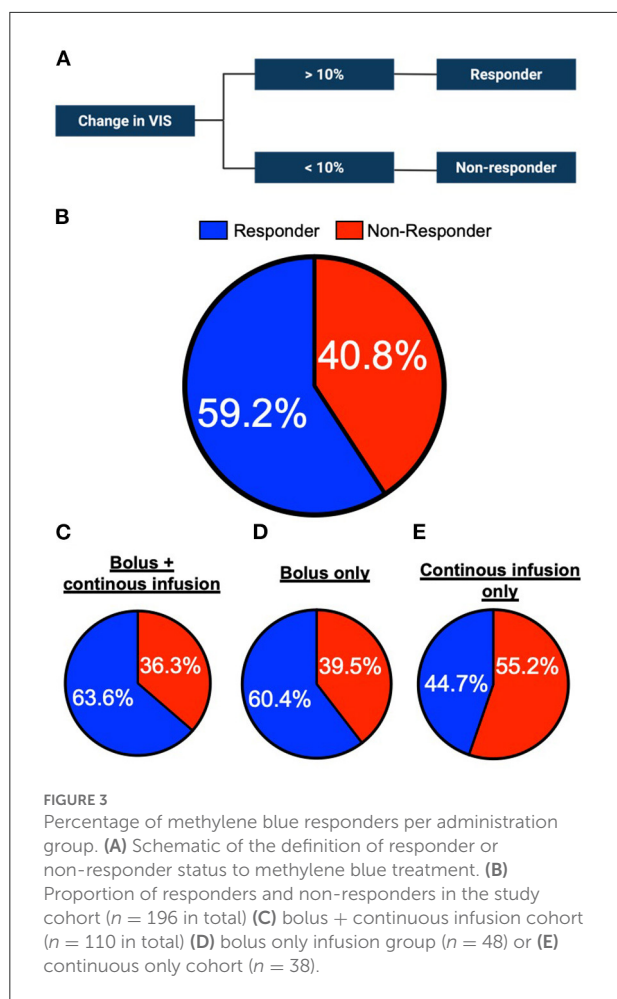 A
> 10%
Responder
Change in VIS
< 10%
Non-responder
B
Responder
Non-Responder
40.8%
59.2%
C
Bolus +
continous infusion
36.3%
63.6%
D
Bolus only
39.5%
60.4%
E
Continous infusion
only
55.2%
44.7%
FIGURE 3
Percentage of methylene blue responders per administration
group. (A) Schematic of the definition of responder or
non-responder status to methylene blue treatment. (B)
Proportion of responders and non-responders in the study
cohort (n = 196 in total) (C) bolus + continuous infusion cohort
(n = 110 in total) (D) bolus only infusion group (n = 48) or (E)
continuous only cohort (n = 38).